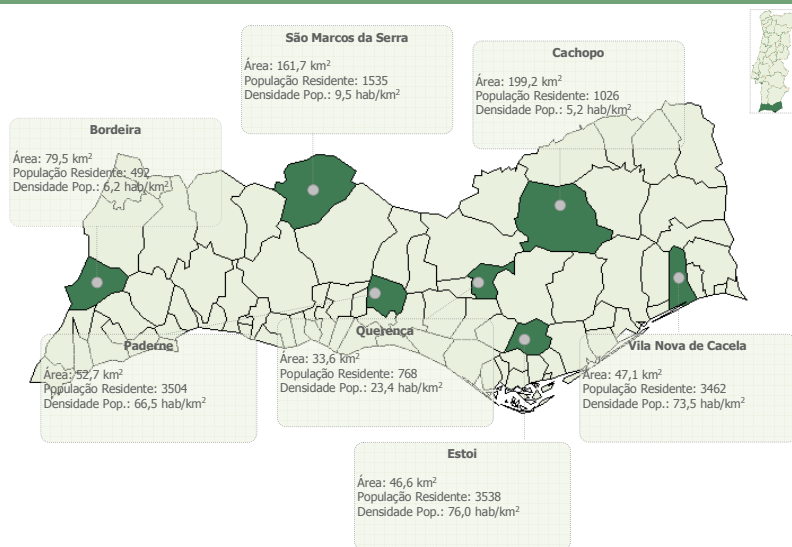 São Marcos da Serra
Área: 161,7 km²
População Residente: 1535
Densidade Pop.: 9,5 hab/km²
Cachopo
Área: 199,2 km²
População Residente: 1026
Densidade Pop.: 5,2 hab/km²
Bordeira
Área: 79,5 km²
População Residente: 492
Densidade Pop.: 6,2 hab/km²
Paderne
Área: 52,7 km²
População Residente: 3504
Densidade Pop.: 66,5 hab/km²
Querença
Área: 33,6 km²
População Residente: 768
Densidade Pop.: 23,4 hab/km²
Vila Nova de Cacela
Área: 47,1 km²
População Residente: 3462
Densidade Pop.: 73,5 hab/km²
Estoi
Área: 46,6 km²
População Residente: 3538
Densidade Pop.: 76,0 hab/km²